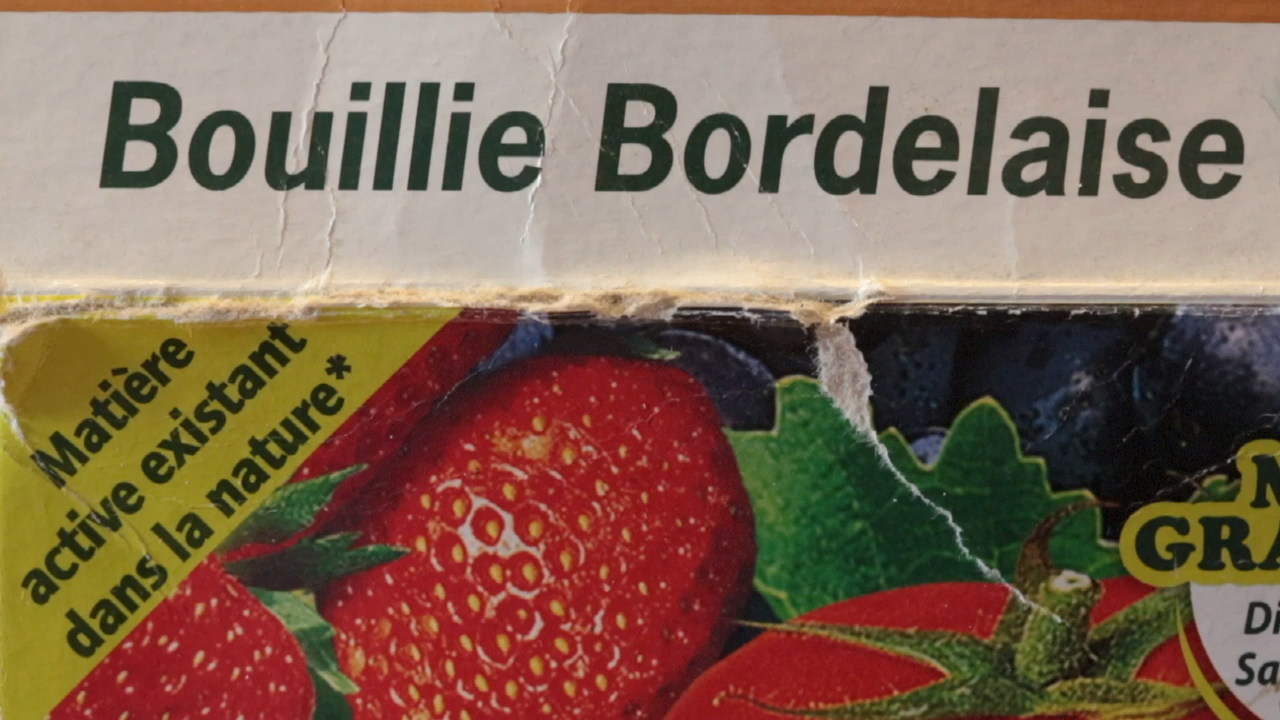 Bouillie Bordelaise
Matière
active existant
dans la nature*